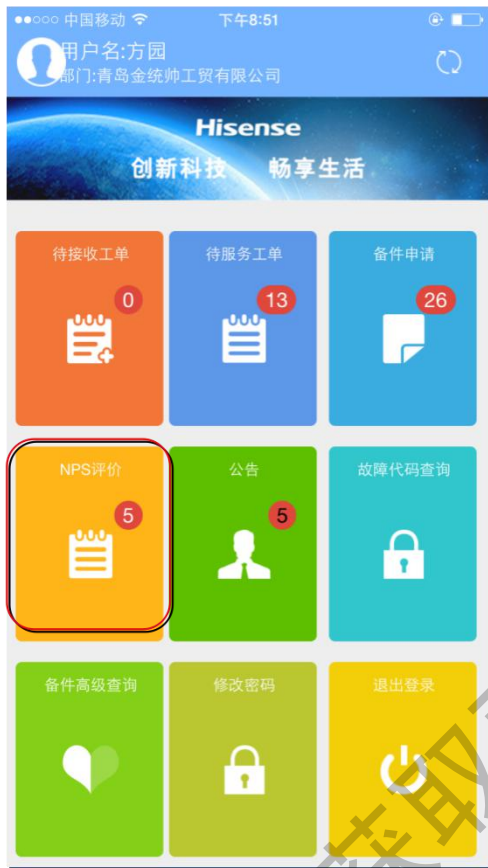 中国移动 下午8:51
用户名:方园
部门:青岛金统帅工贸有限公司
Hisense
创新科技 畅享生活
待接收工单 待服务工单 备件申请
0 13 26
NPS评价 公告 故障代码查询
5 5
备件高级查询 修改密码 退出登录
获取